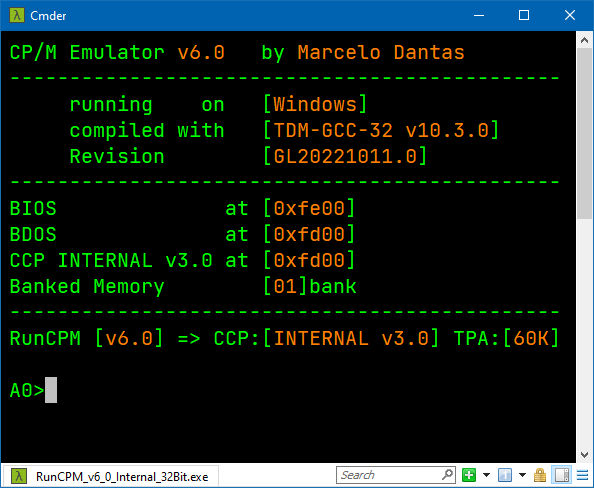 λ Cmder
CP/M Emulator v6.0   by Marcelo Dantas
----------------------------------------------
     running    on   [Windows]
     compiled with   [TDM-GCC-32 v10.3.0]
     Revision        [GL20221011.0]
----------------------------------------------
BIOS              at [0xfe00]
BDOS              at [0xfd00]
CCP INTERNAL v3.0 at [0xfd00]
Banked Memory        [01]bank
----------------------------------------------
RunCPM [v6.0] => CCP:[INTERNAL v3.0] TPA:[60K]
A0>
λ RunCPM_v6_0_Internal_32Bit.exe Search